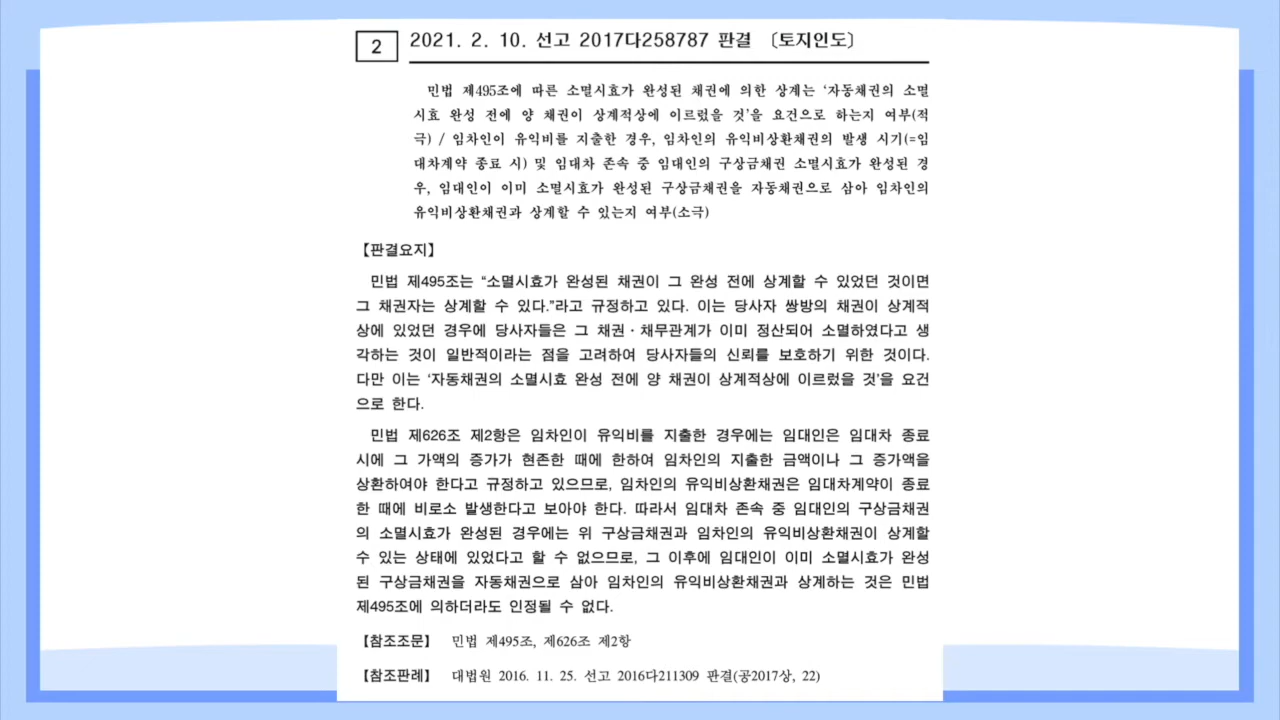 2
2021. 2. 10. 선고 2017다258787 판결 〔토지인도〕
민법 제495조에 따른 소멸시효가 완성된 채권에 의한 상계는 ‘자동채권의 소멸
시효 완성 전에 양 채권이 상계적상에 이르렀을 것’을 요건으로 하는지 여부(적
극) / 임차인이 유익비를 지출한 경우, 임차인의 유익비상환채권의 발생 시기(=임
대차계약 종료 시) 및 임대차 존속 중 임대인의 구상금채권 소멸시효가 완성된 경
우, 임대인이 이미 소멸시효가 완성된 구상금채권을 자동채권으로 삼아 임차인의
유익비상환채권과 상계할 수 있는지 여부(소극)
【판결요지】
민법 제495조는 “소멸시효가 완성된 채권이 그 완성 전에 상계할 수 있었던 것이면
그 채권자는 상계할 수 있다.”라고 규정하고 있다. 이는 당사자 쌍방의 채권이 상계적
상에 있었던 경우에 당사자들은 그 채권·채무관계가 이미 정산되어 소멸하였다고 생
각하는 것이 일반적이라는 점을 고려하여 당사자들의 신뢰를 보호하기 위한 것이다.
다만 이는 ‘자동채권의 소멸시효 완성 전에 양 채권이 상계적상에 이르렀을 것’을 요건
으로 한다.
민법 제626조 제2항은 임차인이 유익비를 지출한 경우에는 임대인은 임대차 종료
시에 그 가액의 증가가 현존한 때에 한하여 임차인의 지출한 금액이나 그 증가액을
상환하여야 한다고 규정하고 있으므로, 임차인의 유익비상환채권은 임대차계약이 종료
한 때에 비로소 발생한다고 보아야 한다. 따라서 임대차 존속 중 임대인의 구상금채권
의 소멸시효가 완성된 경우에는 위 구상금채권과 임차인의 유익비상환채권이 상계할
수 있는 상태에 있었다고 할 수 없으므로, 그 이후에 임대인이 이미 소멸시효가 완성
된 구상금채권을 자동채권으로 삼아 임차인의 유익비상환채권과 상계하는 것은 민법
제495조에 의하더라도 인정될 수 없다.
【참조조문】 민법 제495조, 제626조 제2항
【참조판례】 대법원 2016. 11. 25. 선고 2016다211309 판결(공2017상, 22)